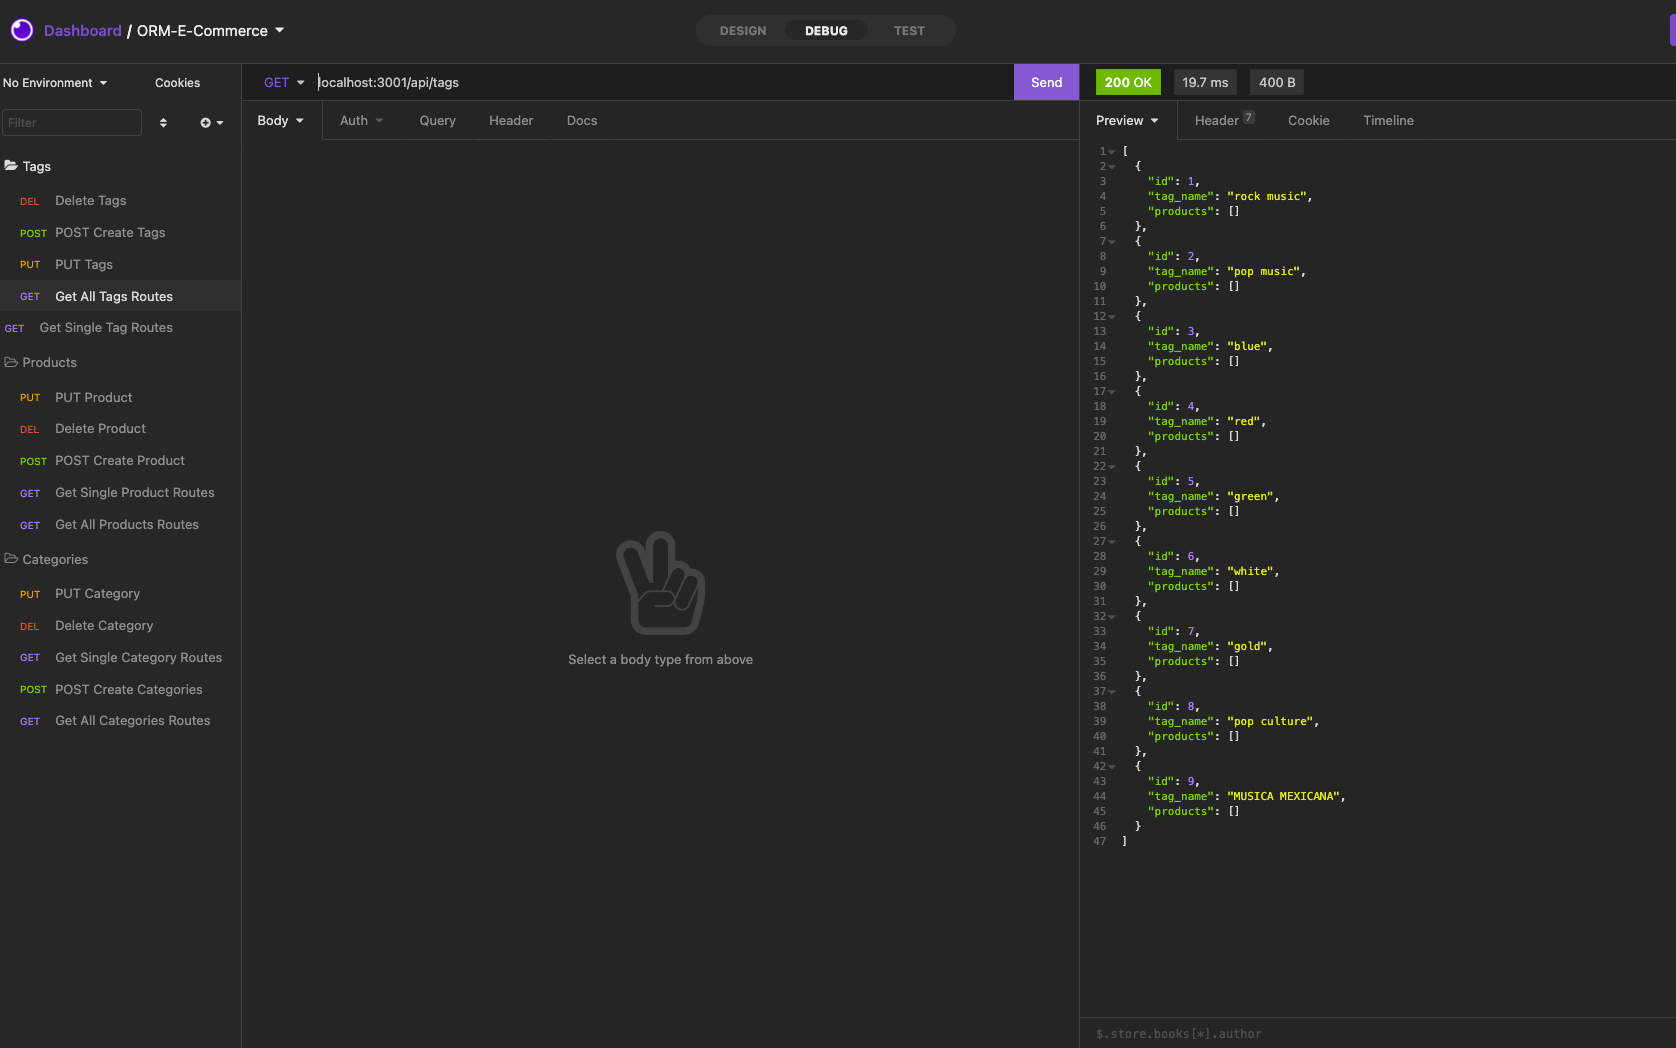 Dashboard / ORM-E-Commerce
DESIGN DEBUG TEST
No Environment Cookies
Filter
Tags
DEL Delete Tags
POST POST Create Tags
PUT PUT Tags
GET Get All Tags Routes
GET Get Single Tag Routes
Products
PUT PUT Product
DEL Delete Product
POST POST Create Product
GET Get Single Product Routes
GET Get All Products Routes
Categories
PUT PUT Category
DEL Delete Category
GET Get Single Category Routes
POST POST Create Categories
GET Get All Categories Routes
GET localhost:3001/api/tags Send
Body Auth Query Header Docs
Select a body type from above
200 OK 19.7 ms 400 B
Preview Header 7 Cookie Timeline
1 [
2 {
3 "id": 1,
4 "tag_name": "rock music",
5 "products": []
6 },
7 {
8 "id": 2,
9 "tag_name": "pop music",
10 "products": []
11 },
12 {
13 "id": 3,
14 "tag_name": "blue",
15 "products": []
16 },
17 {
18 "id": 4,
19 "tag_name": "red",
20 "products": []
21 },
22 {
23 "id": 5,
24 "tag_name": "green",
25 "products": []
26 },
27 {
28 "id": 6,
29 "tag_name": "white",
30 "products": []
31 },
32 {
33 "id": 7,
34 "tag_name": "gold",
35 "products": []
36 },
37 {
38 "id": 8,
39 "tag_name": "pop culture",
40 "products": []
41 },
42 {
43 "id": 9,
44 "tag_name": "MUSICA MEXICANA",
45 "products": []
46 }
47 ]
$.store.books[*].author